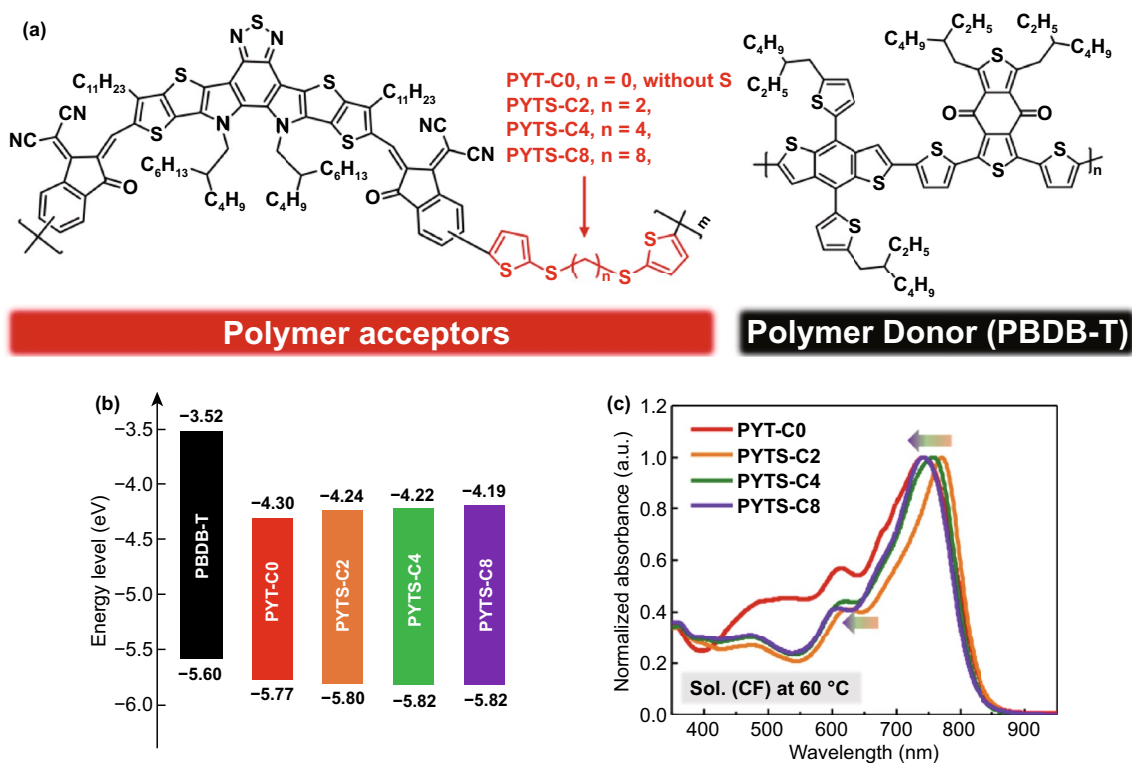 (a)
S
N
N
C₁₁H₂₃
S
S
C₁₁H₂₃
CN
CN
S
N
N
S
CN
CN
C₆H₁₃
C₆H₁₃
C₄H₉
C₄H₉
O
O
S
S
n
S
S
m
PYT-C0, n = 0, without S
PYTS-C2, n = 2,
PYTS-C4, n = 4,
PYTS-C8, n = 8,
C₂H₅
C₂H₅
C₄H₉
C₄H₉
C₄H₉
C₂H₅
S
S
O
O
S
S
S
S
S
S
n
S
C₂H₅
C₄H₉
Polymer acceptors
Polymer Donor (PBDB-T)
(b)
Energy level (eV)
−3.5
−4.0
−4.5
−5.0
−5.5
−6.0
−3.52
PBDB-T
−5.60
−4.30
PYT-C0
−5.77
−4.24
PYTS-C2
−5.80
−4.22
PYTS-C4
−5.82
−4.19
PYTS-C8
−5.82
(c)
Normalized absorbance (a.u.)
1.2
1.0
0.8
0.6
0.4
0.2
0.0
PYT-C0
PYTS-C2
PYTS-C4
PYTS-C8
Sol. (CF) at 60 °C
400 500 600 700 800 900
Wavelength (nm)